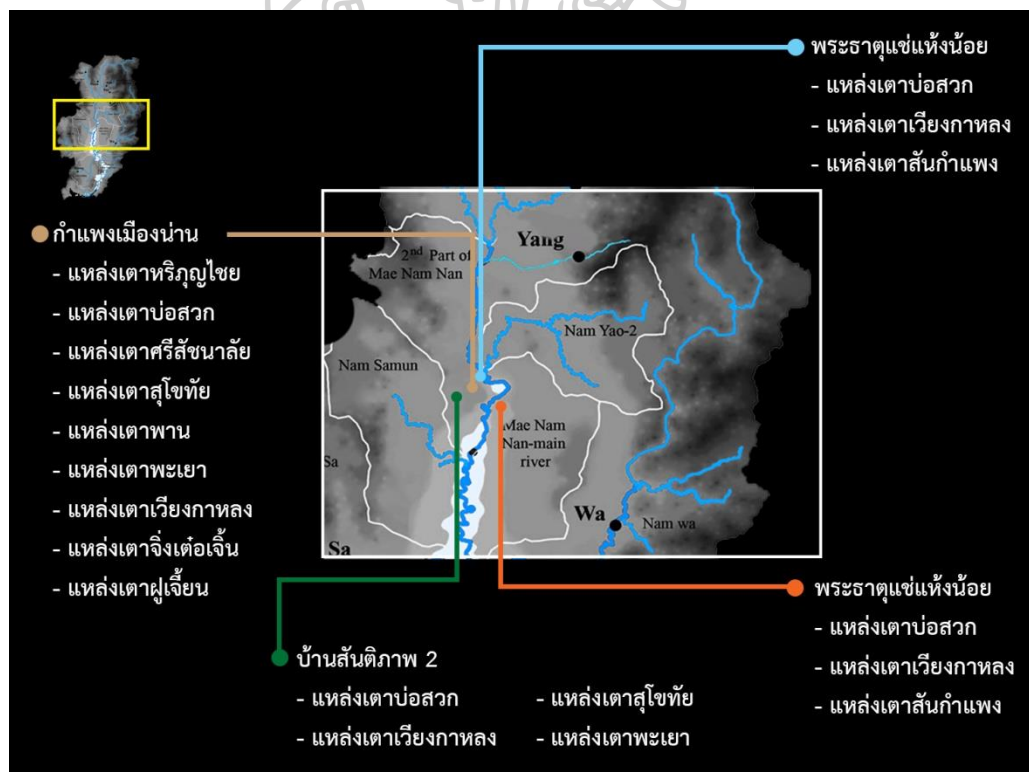 พระธาตุแช่แห้งน้อย
- แหล่งเตาบ่อสวก
- แหล่งเตาเวียงกาหลง
- แหล่งเตาสันกำแพง
กำแพงเมืองน่าน
- แหล่งเตาหริภุญไชย
- แหล่งเตาบ่อสวก
- แหล่งเตาศรีสัชนาลัย
- แหล่งเตาสุโขทัย
- แหล่งเตาพาน
- แหล่งเตาพะเยา
- แหล่งเตาเวียงกาหลง
- แหล่งเตาจิ่งเต๋อเจิ้น
- แหล่งเตาฝูเจี้ยน
Yang
2nd Part of
Mae Nam Nan
Nam Yao-2
Nam Samun
Mae Nam
Nan-main
river
Sa
Wa
Nam wa
Sa
พระธาตุแช่แห้งน้อย
- แหล่งเตาบ่อสวก
- แหล่งเตาเวียงกาหลง
- แหล่งเตาสันกำแพง
บ้านสันติภาพ 2
- แหล่งเตาบ่อสวก
- แหล่งเตาเวียงกาหลง
- แหล่งเตาสุโขทัย
- แหล่งเตาพะเยา